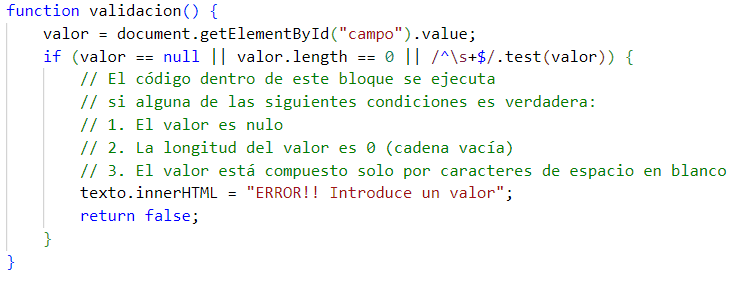 function validacion() {
    valor = document.getElementById("campo").value;
    if (valor == null || valor.length == 0 || /^\s+$/.test(valor)) {
        // El código dentro de este bloque se ejecuta
        // si alguna de las siguientes condiciones es verdadera:
        // 1. El valor es nulo
        // 2. La longitud del valor es 0 (cadena vacía)
        // 3. El valor está compuesto solo por caracteres de espacio en blanco
        texto.innerHTML = "ERROR!! Introduce un valor";
        return false;
    }
}